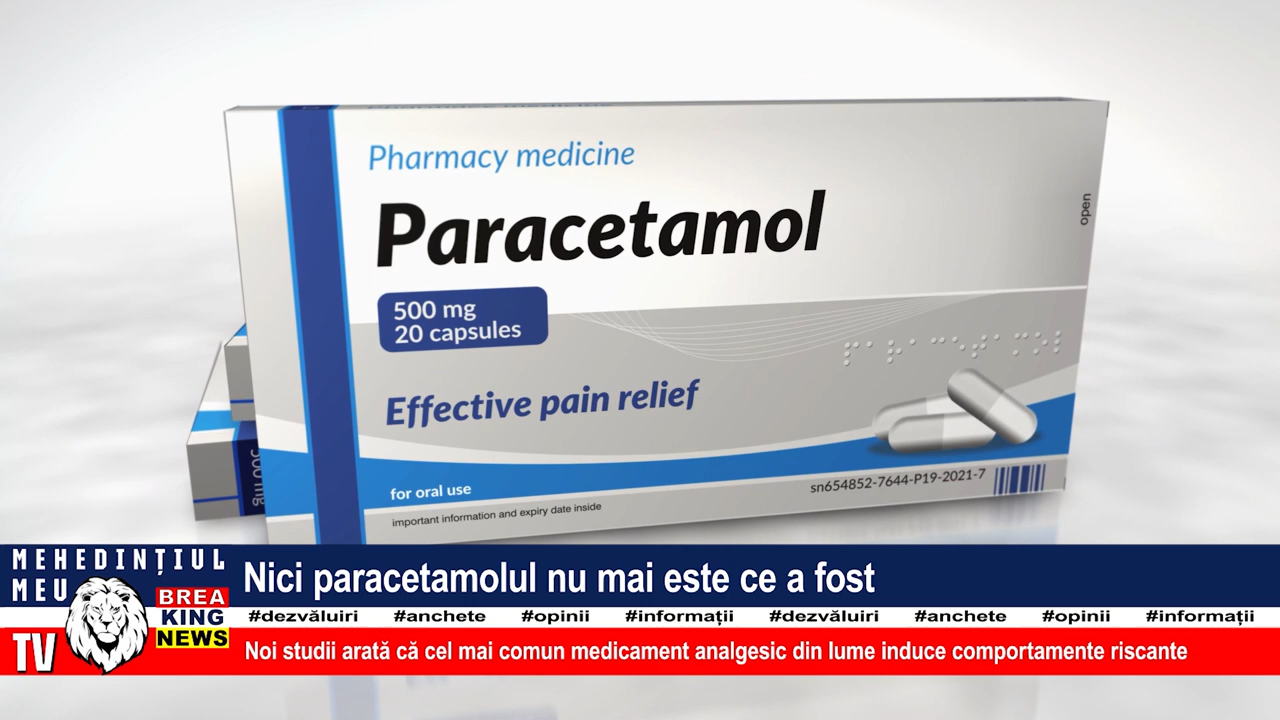 Pharmacy medicine
Paracetamol
open
500 mg
20 capsules
Effective pain relief
for oral use
important information and expiry date inside
sn654852-7644-P19-2021-7
500 mg
MEHEDINȚIUL
MEU
TV
BREA
KING
NEWS
Nici paracetamolul nu mai este ce a fost
#dezvăluiri #anchete #opinii #informații #dezvăluiri #anchete #opinii #informații
Noi studii arată că cel mai comun medicament analgesic din lume induce comportamente riscante